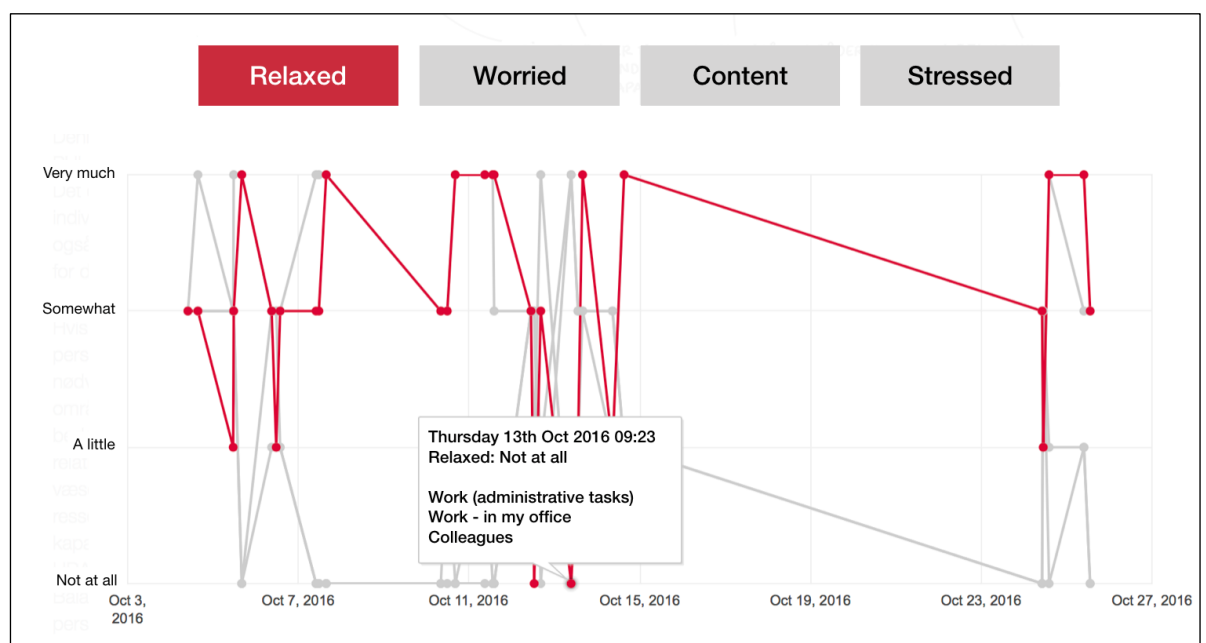 Relaxed
Worried
Content
Stressed
Very much
Somewhat
A little
Not at all
Thursday 13th Oct 2016 09:23
Relaxed: Not at all
Work (administrative tasks)
Work - in my office
Colleagues
Oct 3,
2016
Oct 7, 2016
Oct 11, 2016
Oct 15, 2016
Oct 19, 2016
Oct 23, 2016
Oct 27, 2016